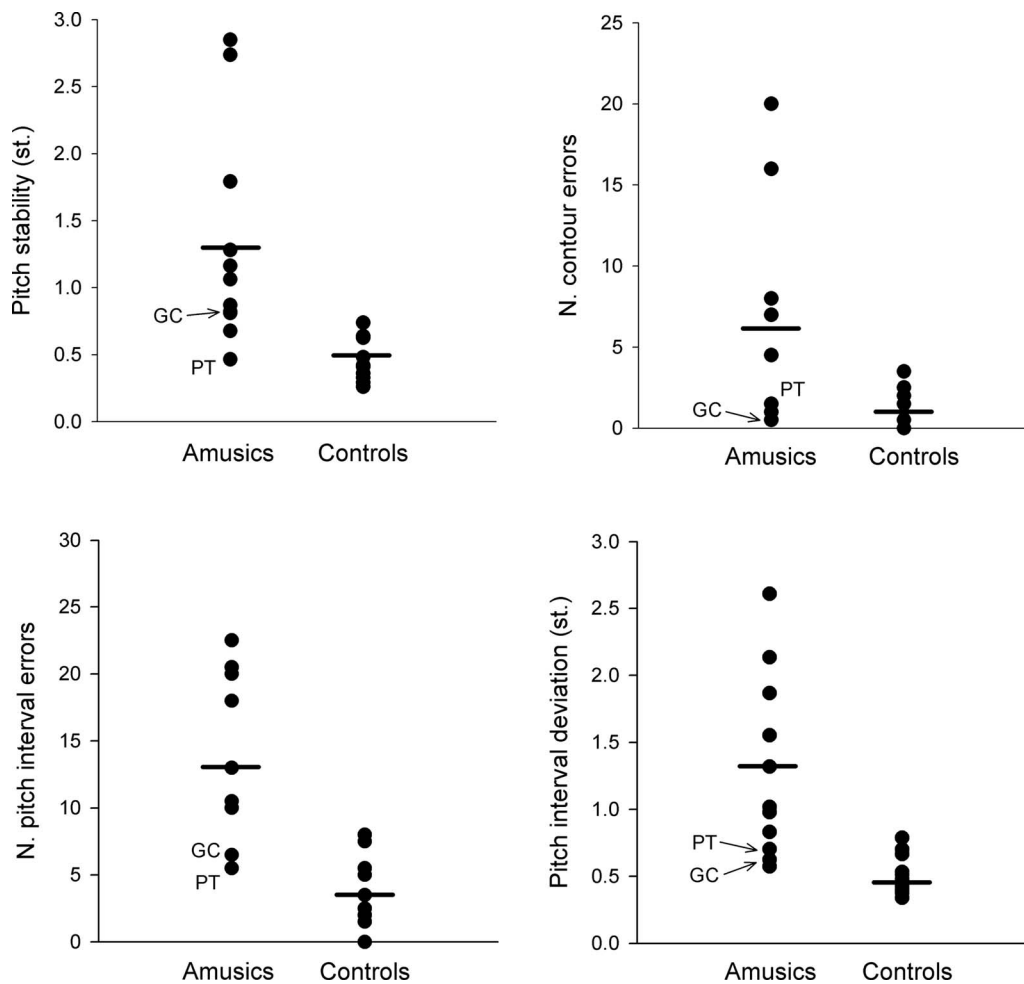 Pitch stability (st.)
3.0
2.5
2.0
1.5
1.0
0.5
0.0
GC
PT
Amusics
Controls
N. contour errors
25
20
15
10
5
0
PT
GC
Amusics
Controls
N. pitch interval errors
30
25
20
15
10
5
0
GC
PT
Amusics
Controls
Pitch interval deviation (st.)
3.0
2.5
2.0
1.5
1.0
0.5
0.0
PT
GC
Amusics
Controls